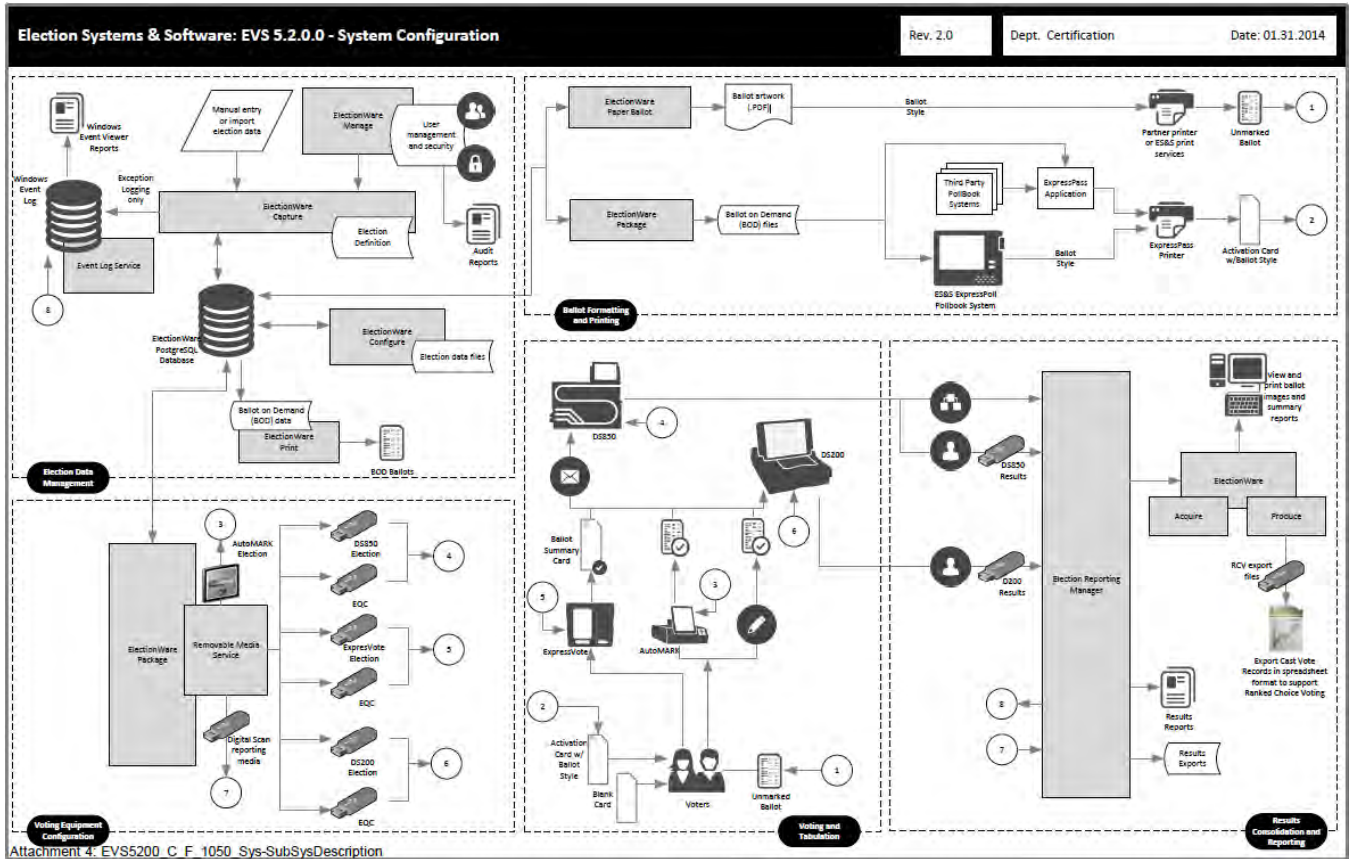 Election Systems & Software: EVS 5.2.0.0 - System Configuration
Rev. 2.0
Dept. Certification
Date: 01.31.2014
Windows
Event Viewer
Reports
Manual entry
or import
election data
ElectionWare
Manage
User
management
and security
Windows
Event
Log
Exception
Logging
only
ElectionWare
Capture
Election
Definition
Audit
Reports
Event Log Service
8
ElectionWare
PostgreSQL
Database
ElectionWare
Configure
Election data files
Ballot on Demand
(BOD) data
ElectionWare
Print
BOD Ballots
Election Data
Management
ElectionWare
Paper Ballot
Ballot artwork
(.PDF)
Ballot
Style
Partner printer
or ES&S print
services
Unmarked
Ballot
1
ElectionWare
Package
Ballot on Demand
(BOD) files
Third Party
PollBook
Systems
ExpressPass
Application
ES&S ExpressPoll
Pollbook System
Ballot
Style
ExpressPass
Printer
Activation Card
w/Ballot Style
2
Ballot Formatting
and Printing
3
AutoMARK
Election
ElectionWare
Package
Removable Media
Service
DS850
Election
EQC
4
ExpresVote
Election
EQC
5
DS200
Election
EQC
6
Digital Scan
reporting
media
7
Voting Equipment
Configuration
DS850
4
DS200
6
Ballot
Summary
Card
5
ExpressVote
AutoMARK
3
2
Activation
Card w/
Ballot
Style
Blank
Card
Voters
Unmarked
Ballot
1
Voting and
Tabulation
DS850
Results
D200
Results
Election Reporting
Manager
View and
print ballot
images and
summary
reports
ElectionWare
Acquire
Produce
RCV export
files
Export Cast Vote
Records in spreadsheet
format to support
Ranked Choice Voting
8
7
Results
Reports
Results
Exports
Results
Consolidation and
Reporting
Attachment 4: EVS5200_C_F_1050_Sys-SubSysDescription